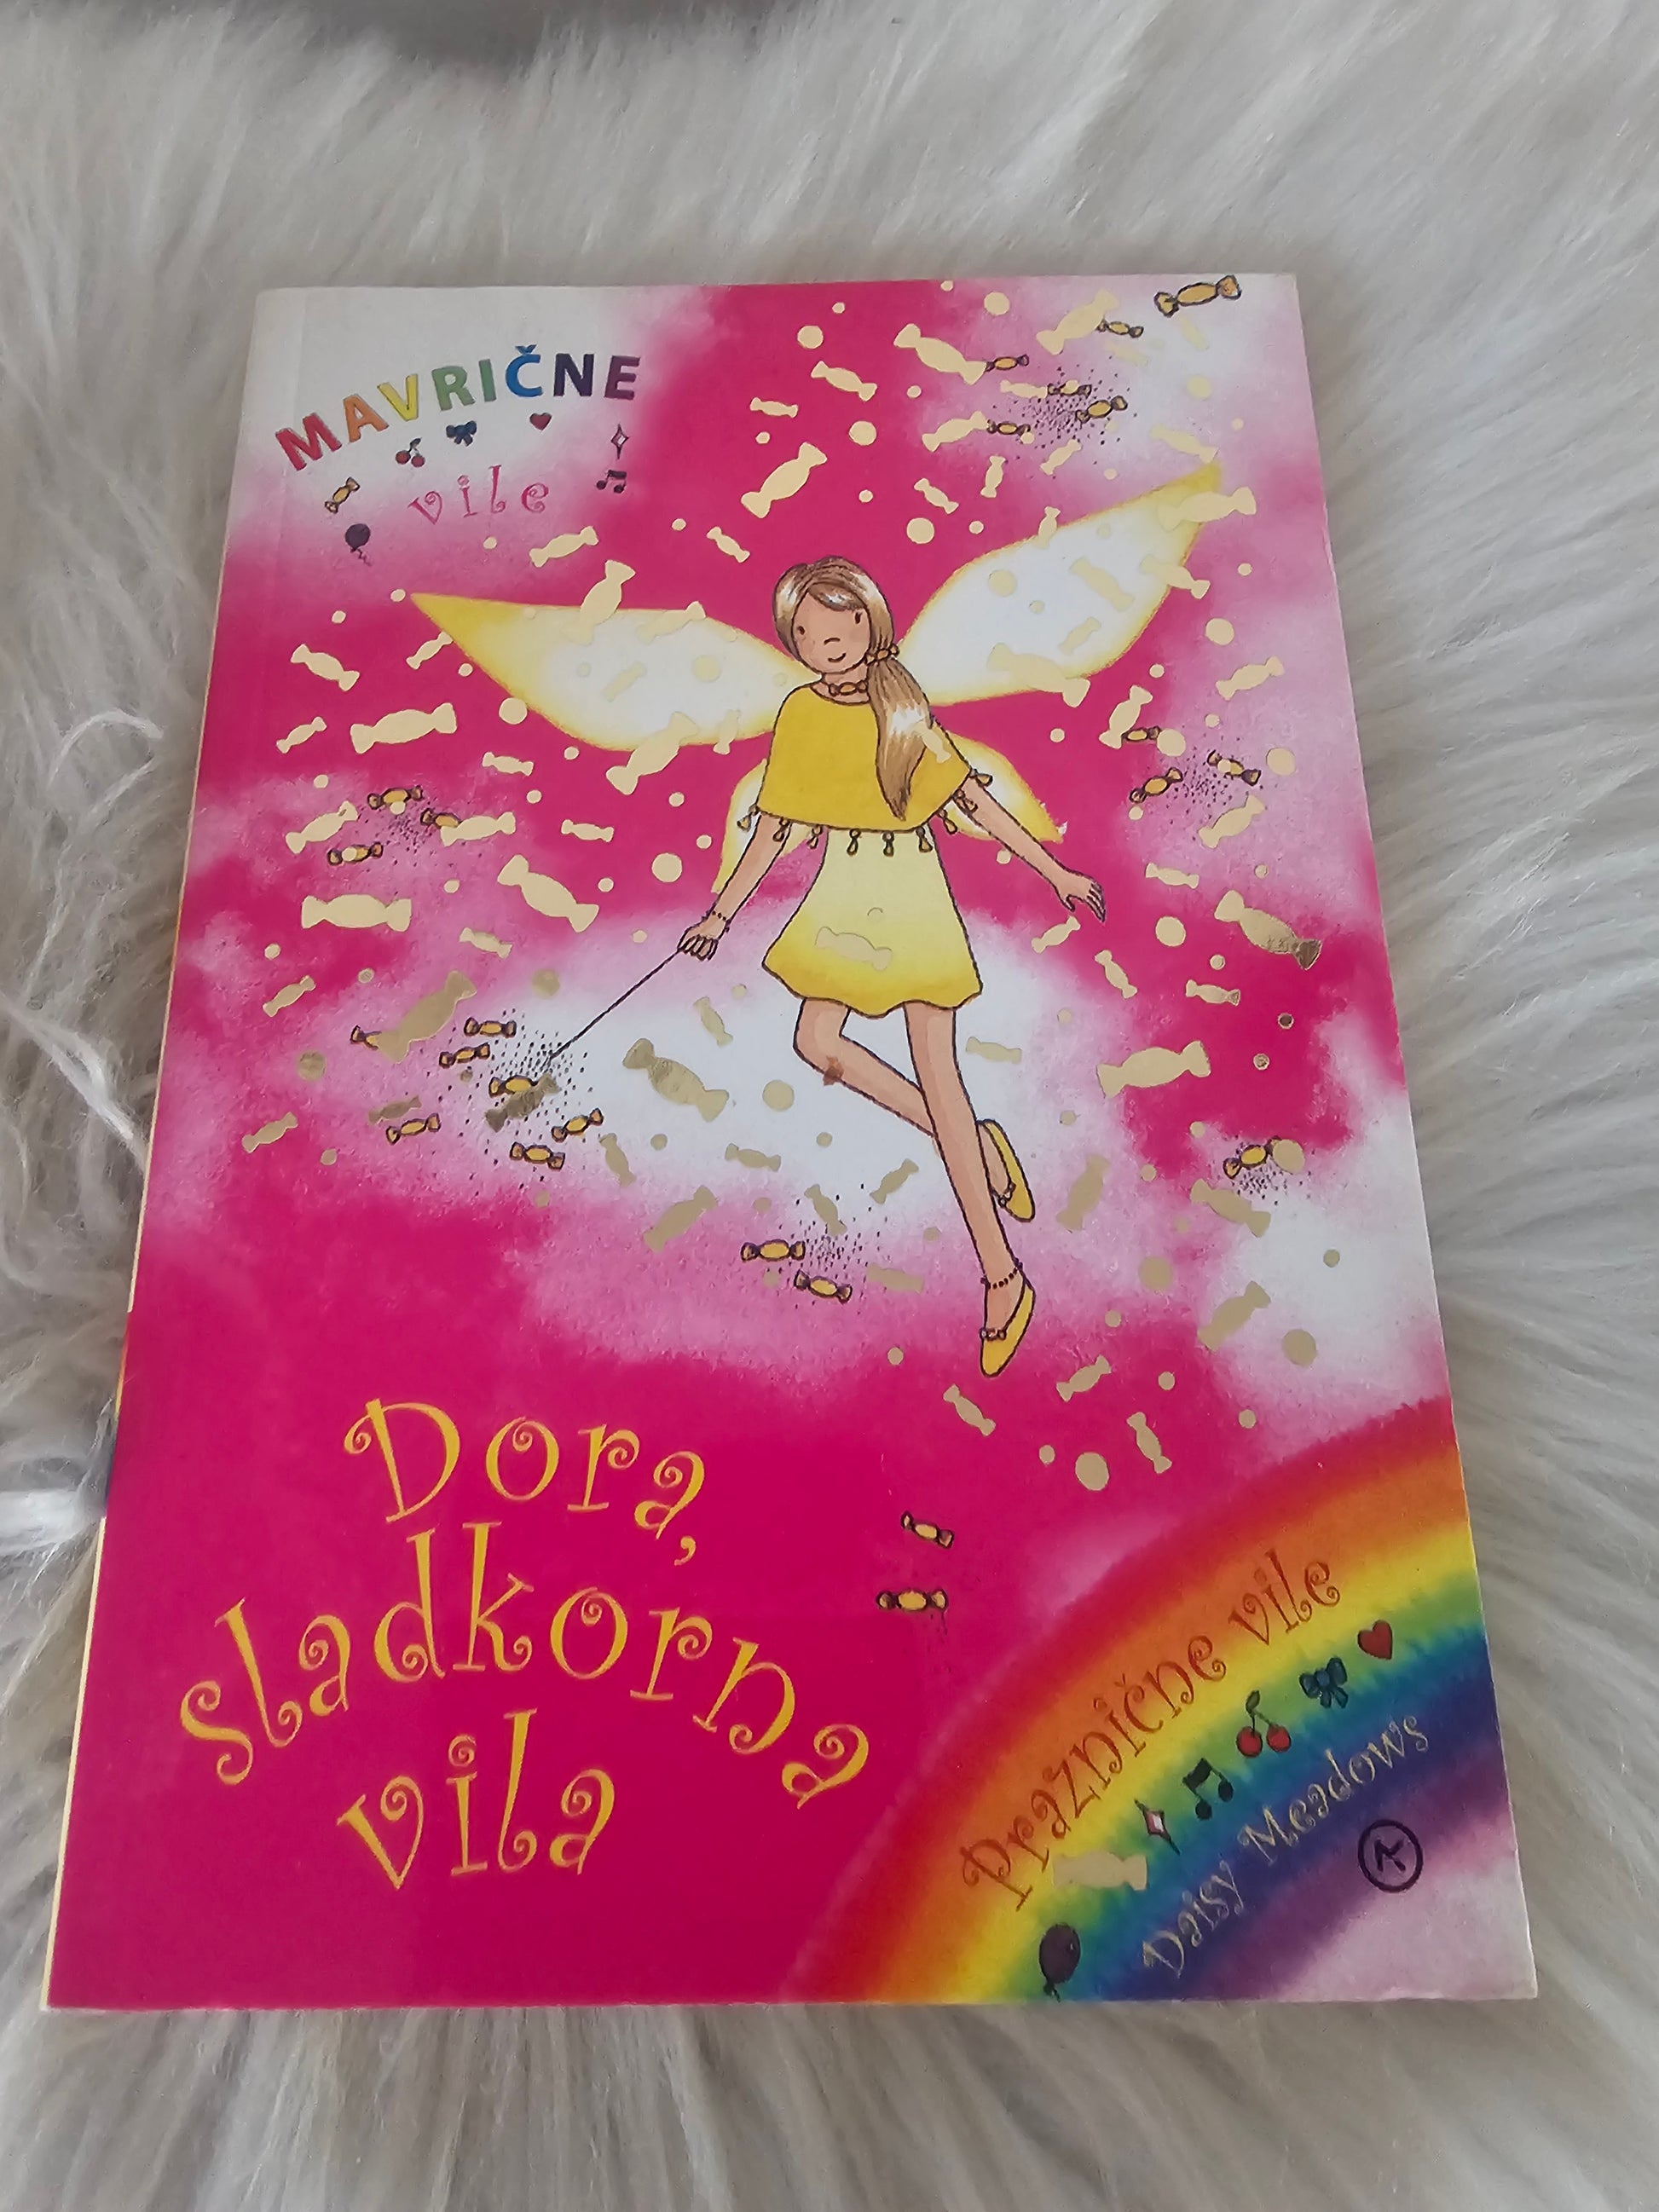 MAVRIČNE
vile
Dora,
sladkorna
vila
Praznične vile
Daisy Meadows